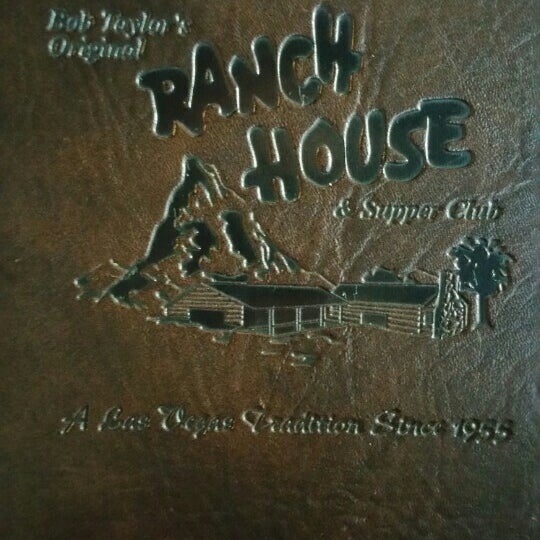 Bob Taylor's
Original
RANCH
HOUSE
& Supper Club
A Las Vegas Tradition Since 1955